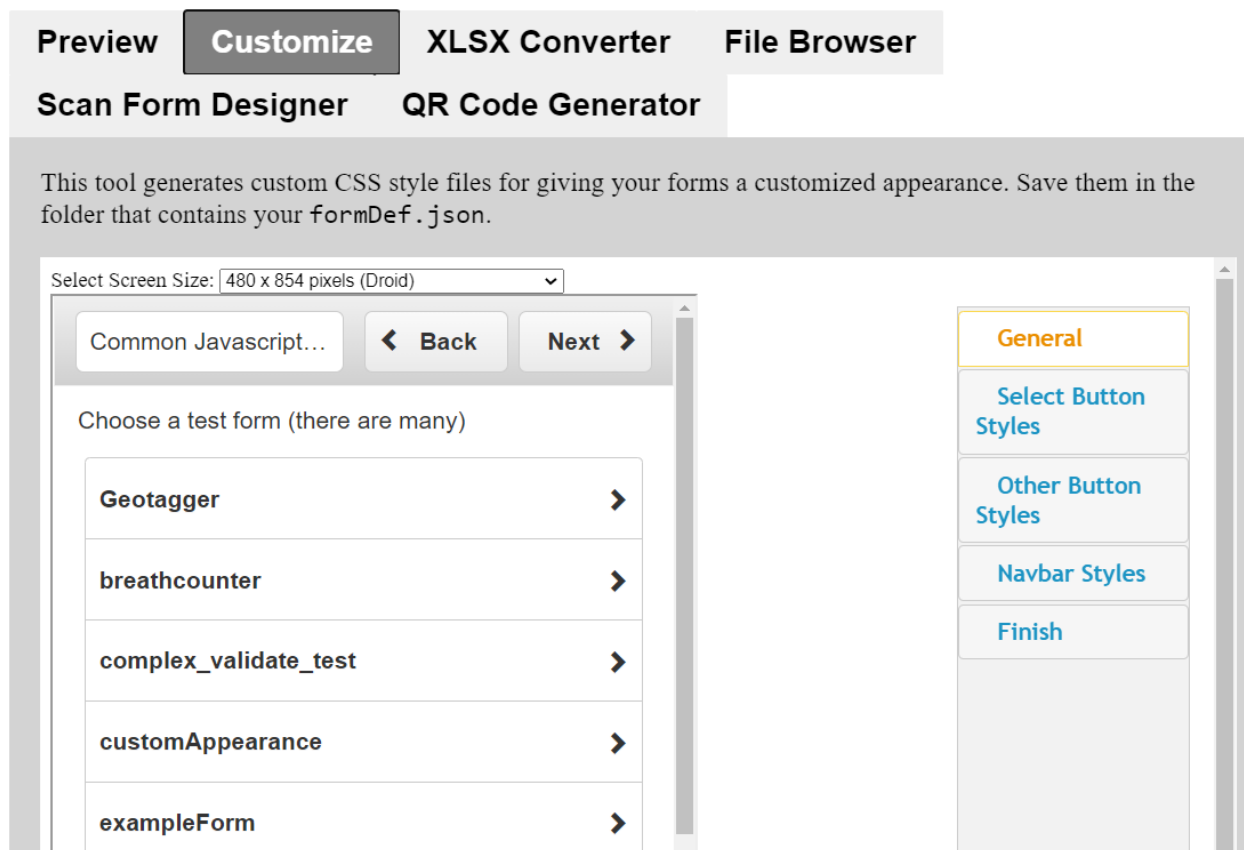 Preview Customize XLSX Converter File Browser
Scan Form Designer QR Code Generator
This tool generates custom CSS style files for giving your forms a customized appearance. Save them in the
folder that contains your formDef.json.
Select Screen Size: 480 x 854 pixels (Droid)
Common Javascript... Back Next
Choose a test form (there are many)
Geotagger
breathcounter
complex_validate_test
customAppearance
exampleForm
General
Select Button
Styles
Other Button
Styles
Navbar Styles
Finish